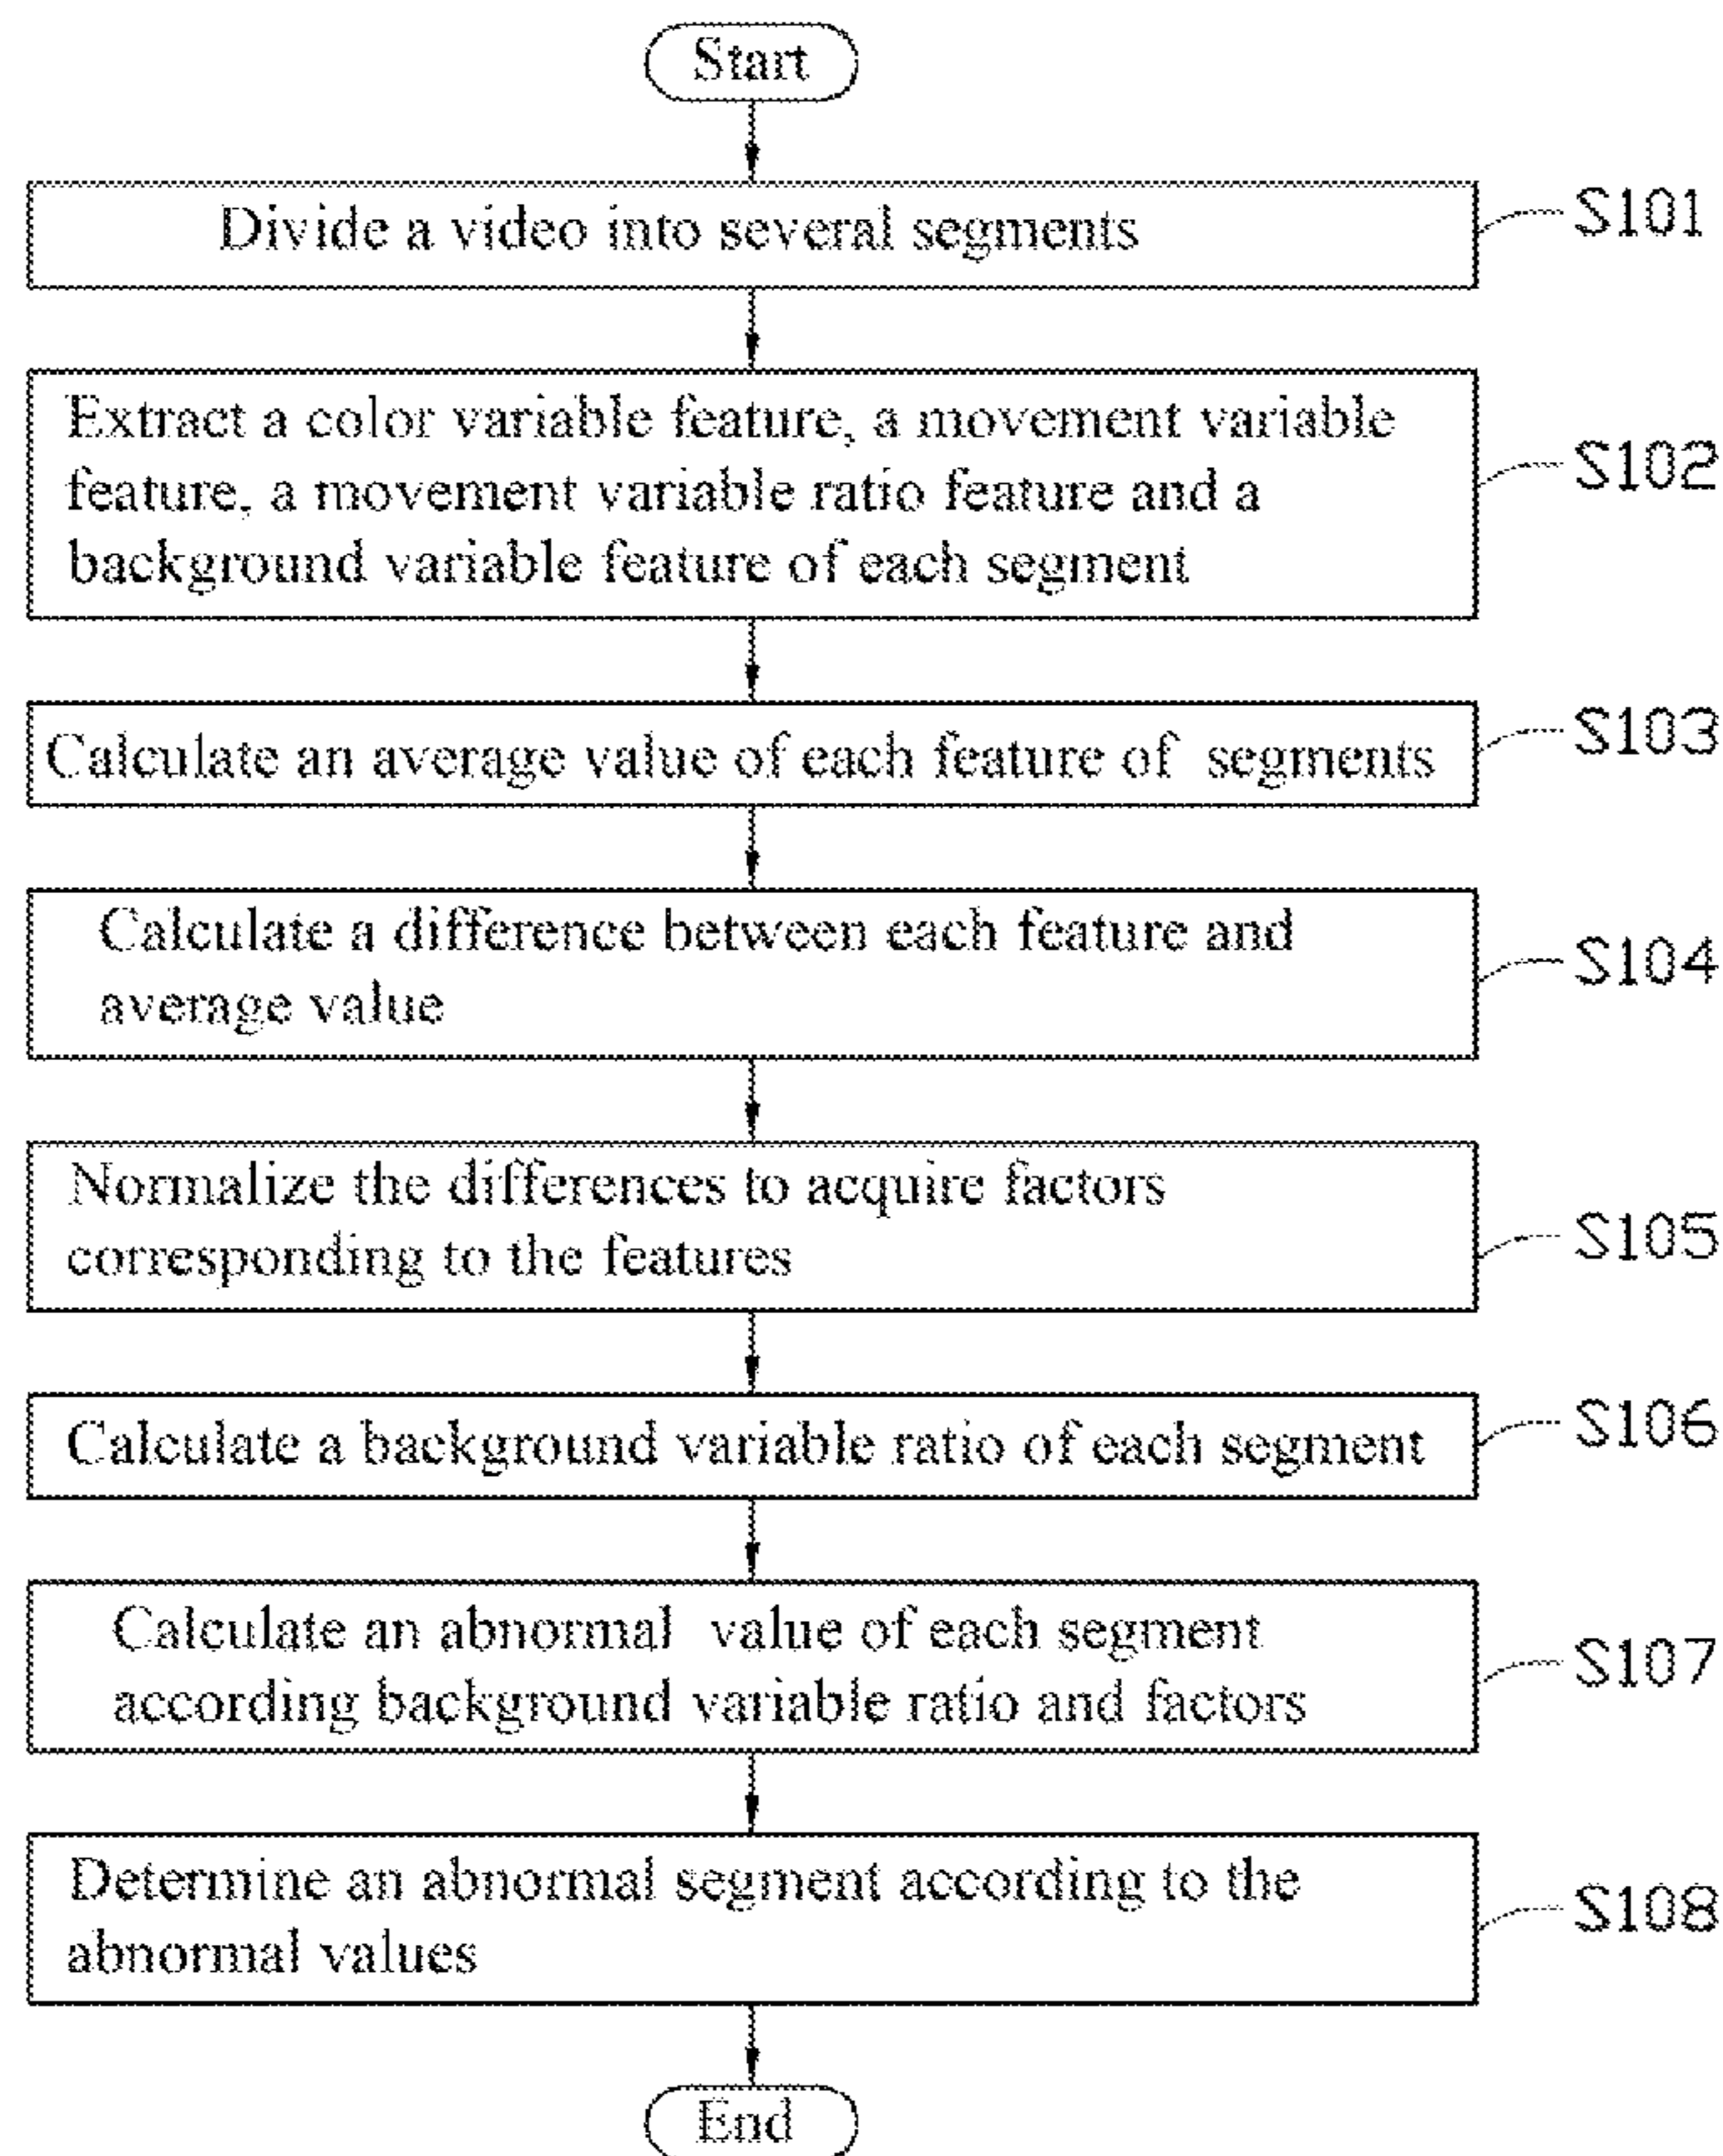 Start
Divide a video into several segments
S101
Extract a color variable feature, a movement variable
feature, a movement variable ratio feature and a
background variable feature of each segment
S102
Calculate an average value of each feature of segments
S103
Calculate a difference between each feature and
average value
S104
Normalize the differences to acquire factors
corresponding to the features
S105
Calculate a background variable ratio of each segment
S106
Calculate an abnormal value of each segment
according background variable ratio and factors
S107
Determine an abnormal segment according to the
abnormal values
S108
End